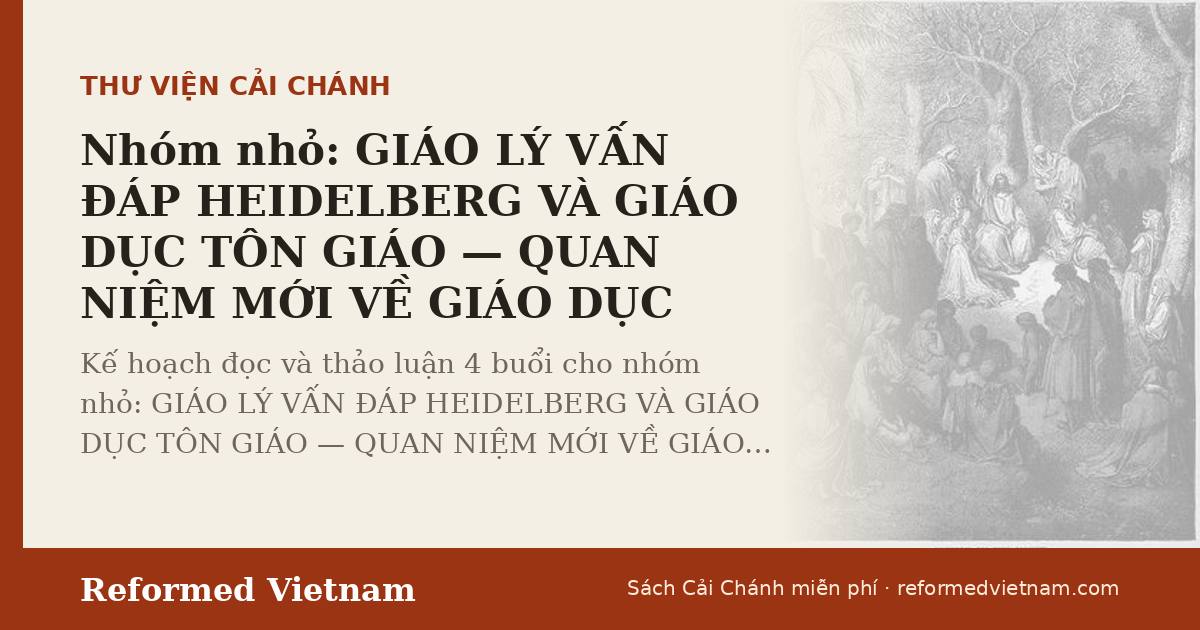 THƯ VIỆN CẢI CHÁNH
Nhóm nhỏ: GIÁO LÝ VẤN
ĐÁP HEIDELBERG VÀ GIÁO
DỤC TÔN GIÁO — QUAN
NIỆM MỚI VỀ GIÁO DỤC
Kế hoạch đọc và thảo luận 4 buổi cho nhóm
nhỏ: GIÁO LÝ VẤN ĐÁP HEIDELBERG VÀ GIÁO
DỤC TÔN GIÁO — QUAN NIỆM MỚI VỀ GIÁO...
Reformed Vietnam
Sách Cải Chánh miễn phí · reformedvietnam.com